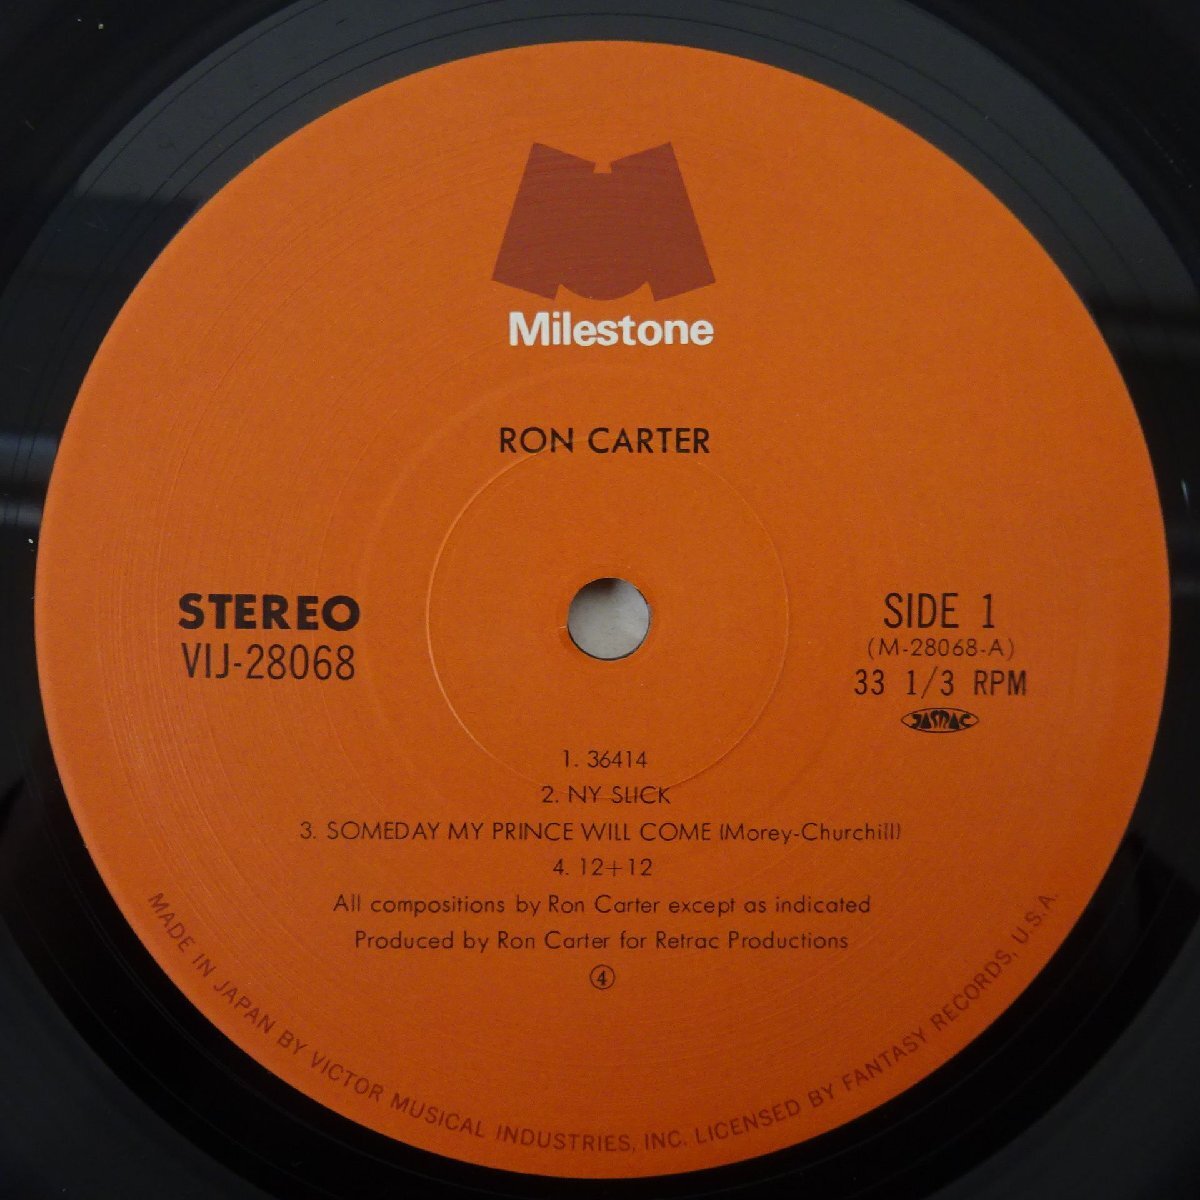 Milestone
RON CARTER
STEREO
VIJ-28068
SIDE 1
(M-28068-A)
33 1/3 RPM
JASRAC
1. 36414
2. NY SLICK
3. SOMEDAY MY PRINCE WILL COME (Morey-Churchill)
4. 12+12
All compositions by Ron Carter except as indicated
Produced by Ron Carter for Retrac Productions
④
MADE IN JAPAN BY VICTOR MUSICAL INDUSTRIES, INC. LICENSED BY FANTASY RECORDS, U.S.A.